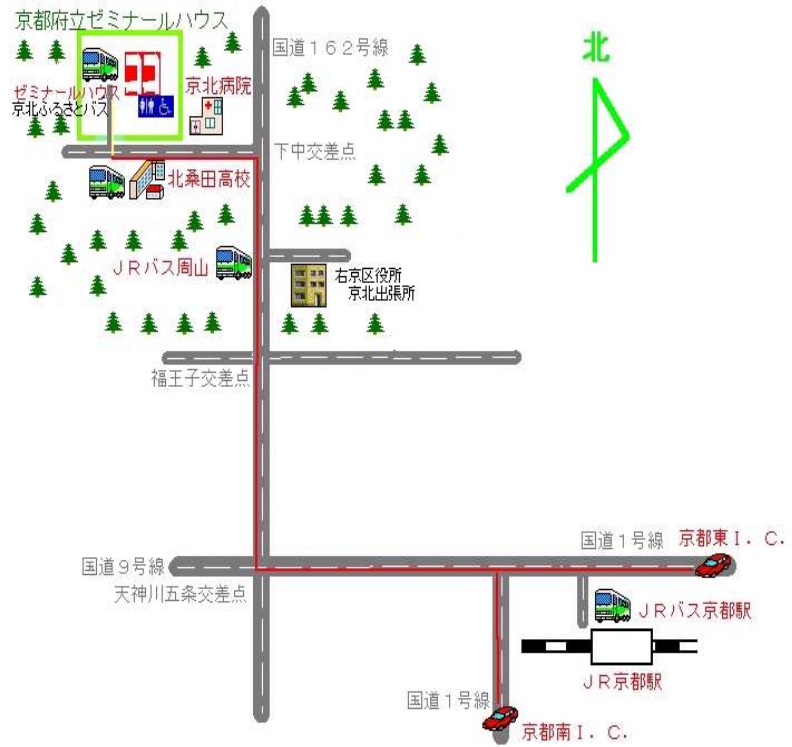 京都府立ゼミナールハウス
国道162号線
北
ゼミナールハウス
京北ふるさとバス
京北病院
下中交差点
北桑田高校
JRバス周山
右京区役所
京北出張所
福王子交差点
国道1号線
京都東I.C.
国道9号線
天神川五条交差点
JRバス京都駅
JR京都駅
国道1号線
京都南I.C.